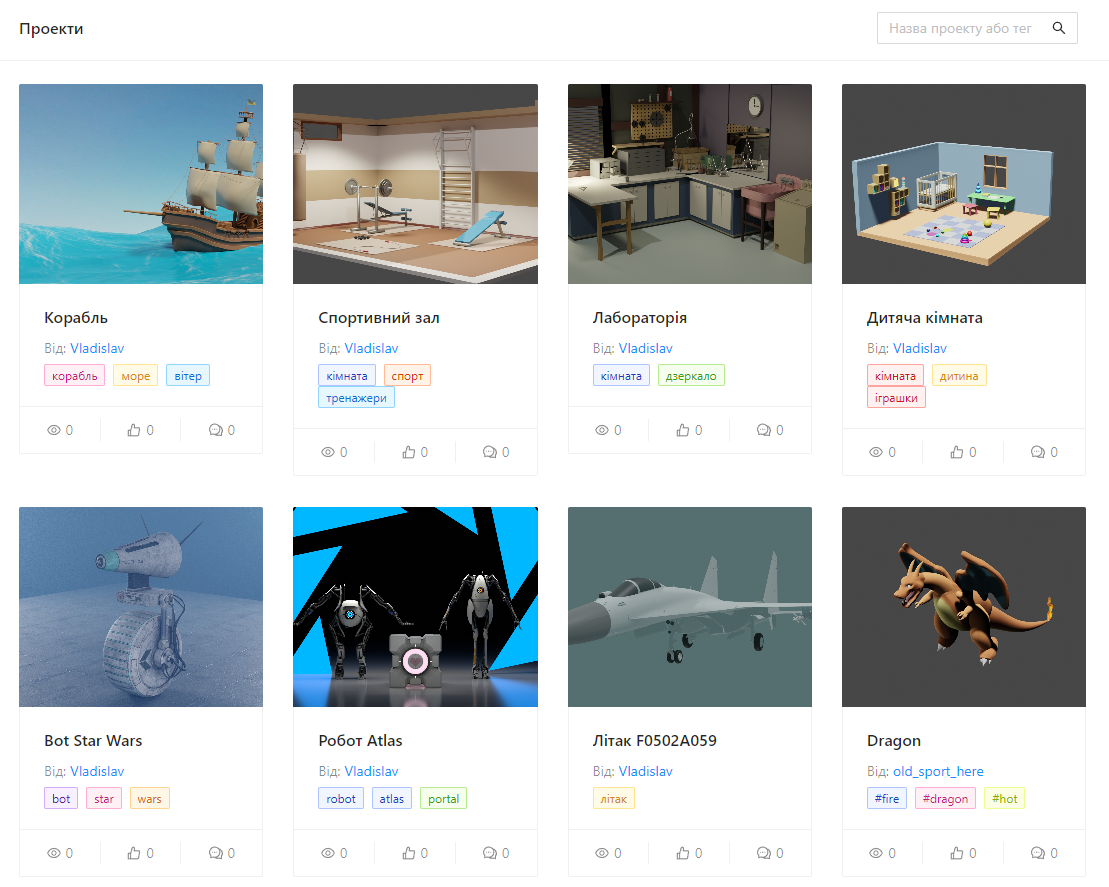 Проекти
Назва проекту або тег
Корабль
Від: Vladislav
корабль море вітер
0 0 0
Спортивний зал
Від: Vladislav
кімната спорт
тренажери
0 0 0
Лабораторія
Від: Vladislav
кімната дзеркало
0 0 0
Дитяча кімната
Від: Vladislav
кімната дитина
іграшки
0 0 0
Bot Star Wars
Від: Vladislav
bot star wars
0 0 0
Робот Atlas
Від: Vladislav
robot atlas portal
0 0 0
Літак F0502A059
Від: Vladislav
літак
0 0 0
Dragon
Від: old_sport_here
#fire #dragon #hot
0 0 0